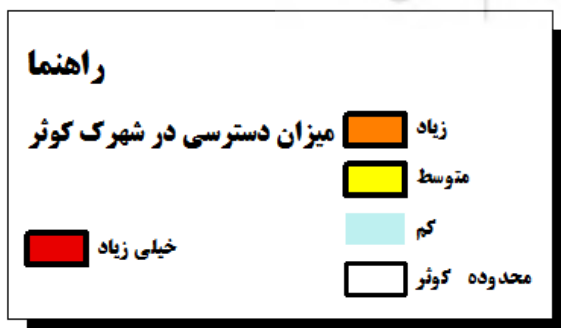 راهنما
میزان دسترسی در شهرک کوثر
زیاد
متوسط
کم
محدوده کوثر
خیلی زیاد